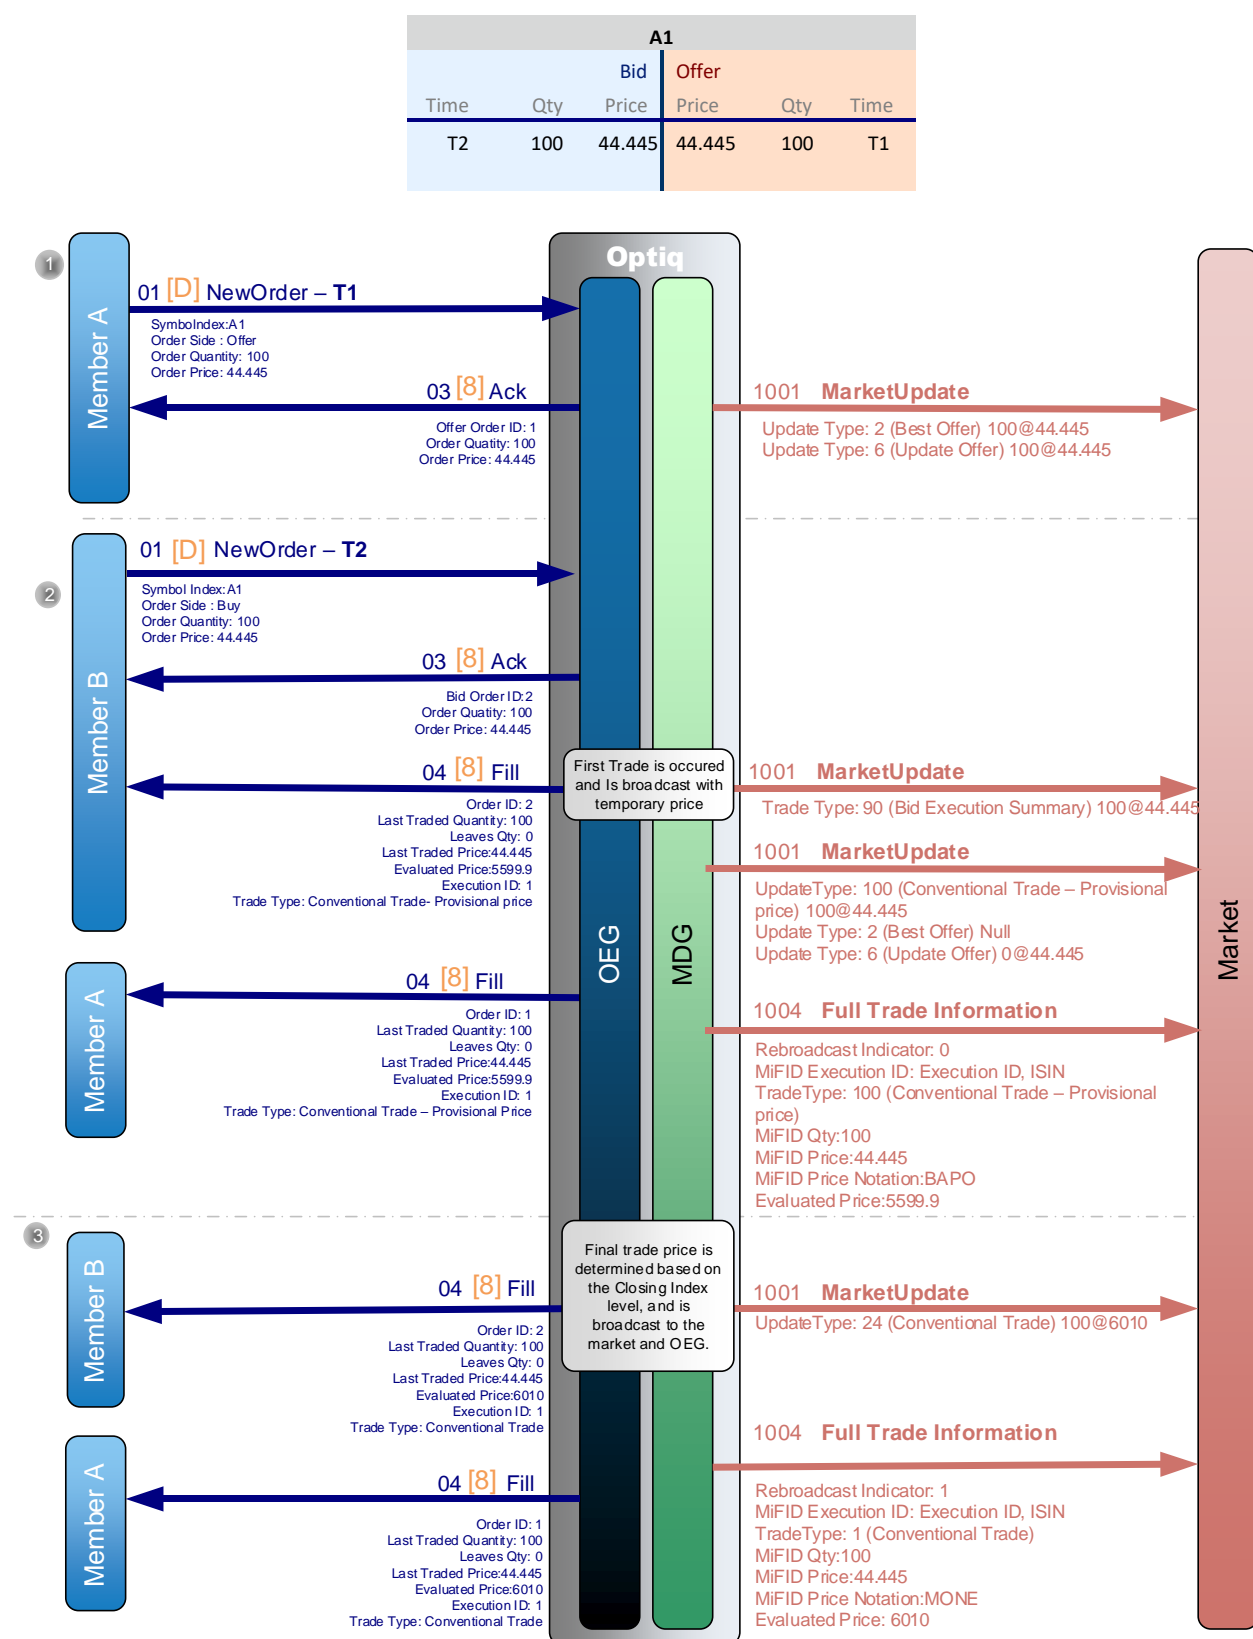 A1
Bid Offer
Time Qty Price Price Qty Time
T2 100 44.445 44.445 100 T1
Optiq
1
Member A
01 [D] NewOrder – T1
SymbolIndex:A1
Order Side : Offer
Order Quantity: 100
Order Price: 44.445
03 [8] Ack
Offer Order ID: 1
Order Quatity: 100
Order Price: 44.445
1001 MarketUpdate
Update Type: 2 (Best Offer) 100@44.445
Update Type: 6 (Update Offer) 100@44.445
2
Member B
01 [D] NewOrder – T2
Symbol Index:A1
Order Side : Buy
Order Quantity: 100
Order Price: 44.445
03 [8] Ack
Bid Order ID:2
Order Quatity: 100
Order Price: 44.445
04 [8] Fill
Order ID: 2
Last Traded Quantity: 100
Leaves Qty: 0
Last Traded Price:44.445
Evaluated Price:5599.9
Execution ID: 1
Trade Type: Conventional Trade- Provisional price
First Trade is occured
and Is broadcast with
temporary price
1001 MarketUpdate
Trade Type: 90 (Bid Execution Summary) 100@44.445
1001 MarketUpdate
UpdateType: 100 (Conventional Trade – Provisional
price) 100@44.445
Update Type: 2 (Best Offer) Null
Update Type: 6 (Update Offer) 0@44.445
OEG
MDG
Market
Member A
04 [8] Fill
Order ID: 1
Last Traded Quantity: 100
Leaves Qty: 0
Last Traded Price:44.445
Evaluated Price:5599.9
Execution ID: 1
Trade Type: Conventional Trade – Provisional Price
1004 Full Trade Information
Rebroadcast Indicator: 0
MiFID Execution ID: Execution ID, ISIN
TradeType: 100 (Conventional Trade – Provisional
price)
MiFID Qty:100
MiFID Price:44.445
MiFID Price Notation:BAPO
Evaluated Price:5599.9
3
Member B
04 [8] Fill
Order ID: 2
Last Traded Quantity: 100
Leaves Qty: 0
Last Traded Price:44.445
Evaluated Price:6010
Execution ID: 1
Trade Type: Conventional Trade
Final trade price is
determined based on
the Closing Index
level, and is
broadcast to the
market and OEG.
1001 MarketUpdate
UpdateType: 24 (Conventional Trade) 100@6010
Member A
04 [8] Fill
Order ID: 1
Last Traded Quantity: 100
Leaves Qty: 0
Last Traded Price:44.445
Evaluated Price:6010
Execution ID: 1
Trade Type: Conventional Trade
1004 Full Trade Information
Rebroadcast Indicator: 1
MiFID Execution ID: Execution ID, ISIN
TradeType: 1 (Conventional Trade)
MiFID Qty:100
MiFID Price:44.445
MiFID Price Notation:MONE
Evaluated Price: 6010